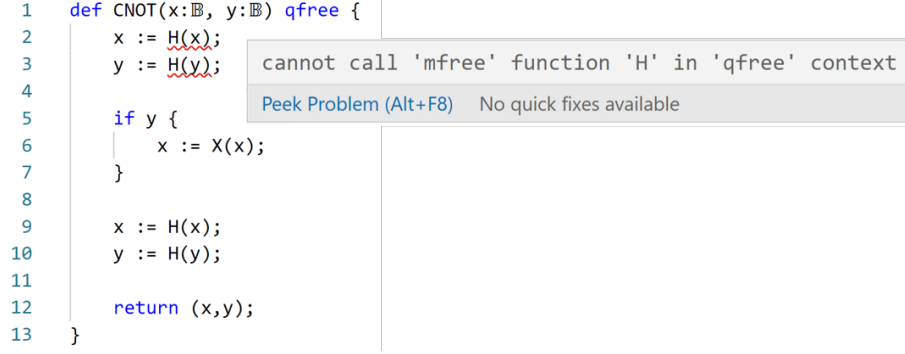 1 def CNOT(x:𝔹, y:𝔹) qfree {
2 x := H(x);
3 y := H(y);
cannot call 'mfree' function 'H' in 'qfree' context
Peek Problem (Alt+F8) No quick fixes available
4
5 if y {
6 x := X(x);
7 }
8
9 x := H(x);
10 y := H(y);
11
12 return (x,y);
13 }